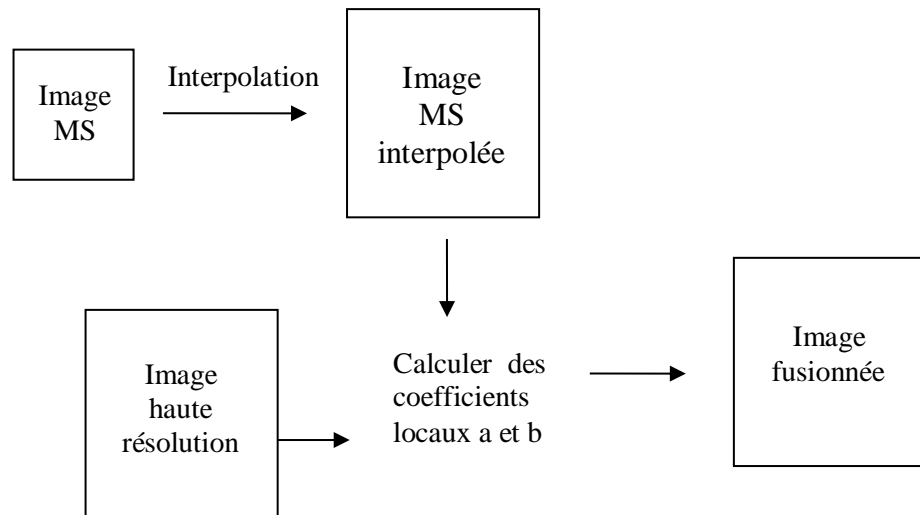 Image
MS
Interpolation
Image
MS
interpolée
Image
haute
résolution
Calculer des
coefficients
locaux a et b
Image
fusionnée